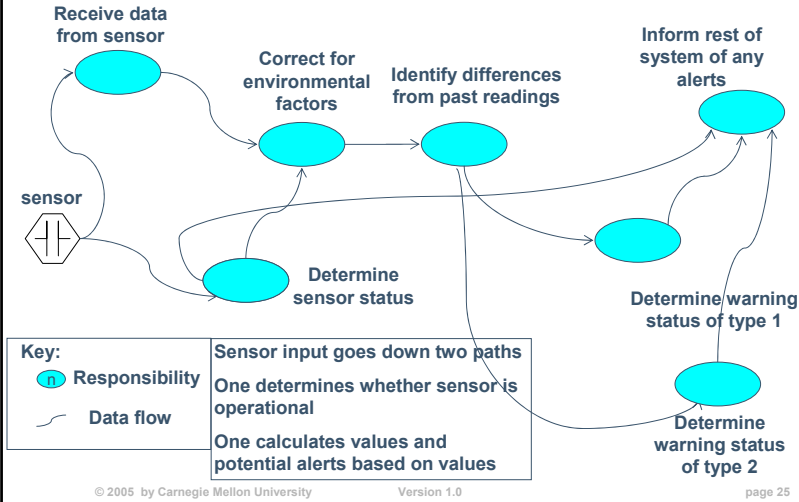 Receive data
from sensor
Correct for
environmental
factors
Identify differences
from past readings
Inform rest of
system of any
alerts
sensor
Determine
sensor status
Determine warning
status of type 1
Key:
n Responsibility
Data flow
Sensor input goes down two paths
One determines whether sensor is
operational
One calculates values and
potential alerts based on values
Determine
warning status
of type 2
© 2005 by Carnegie Mellon University Version 1.0 page 25